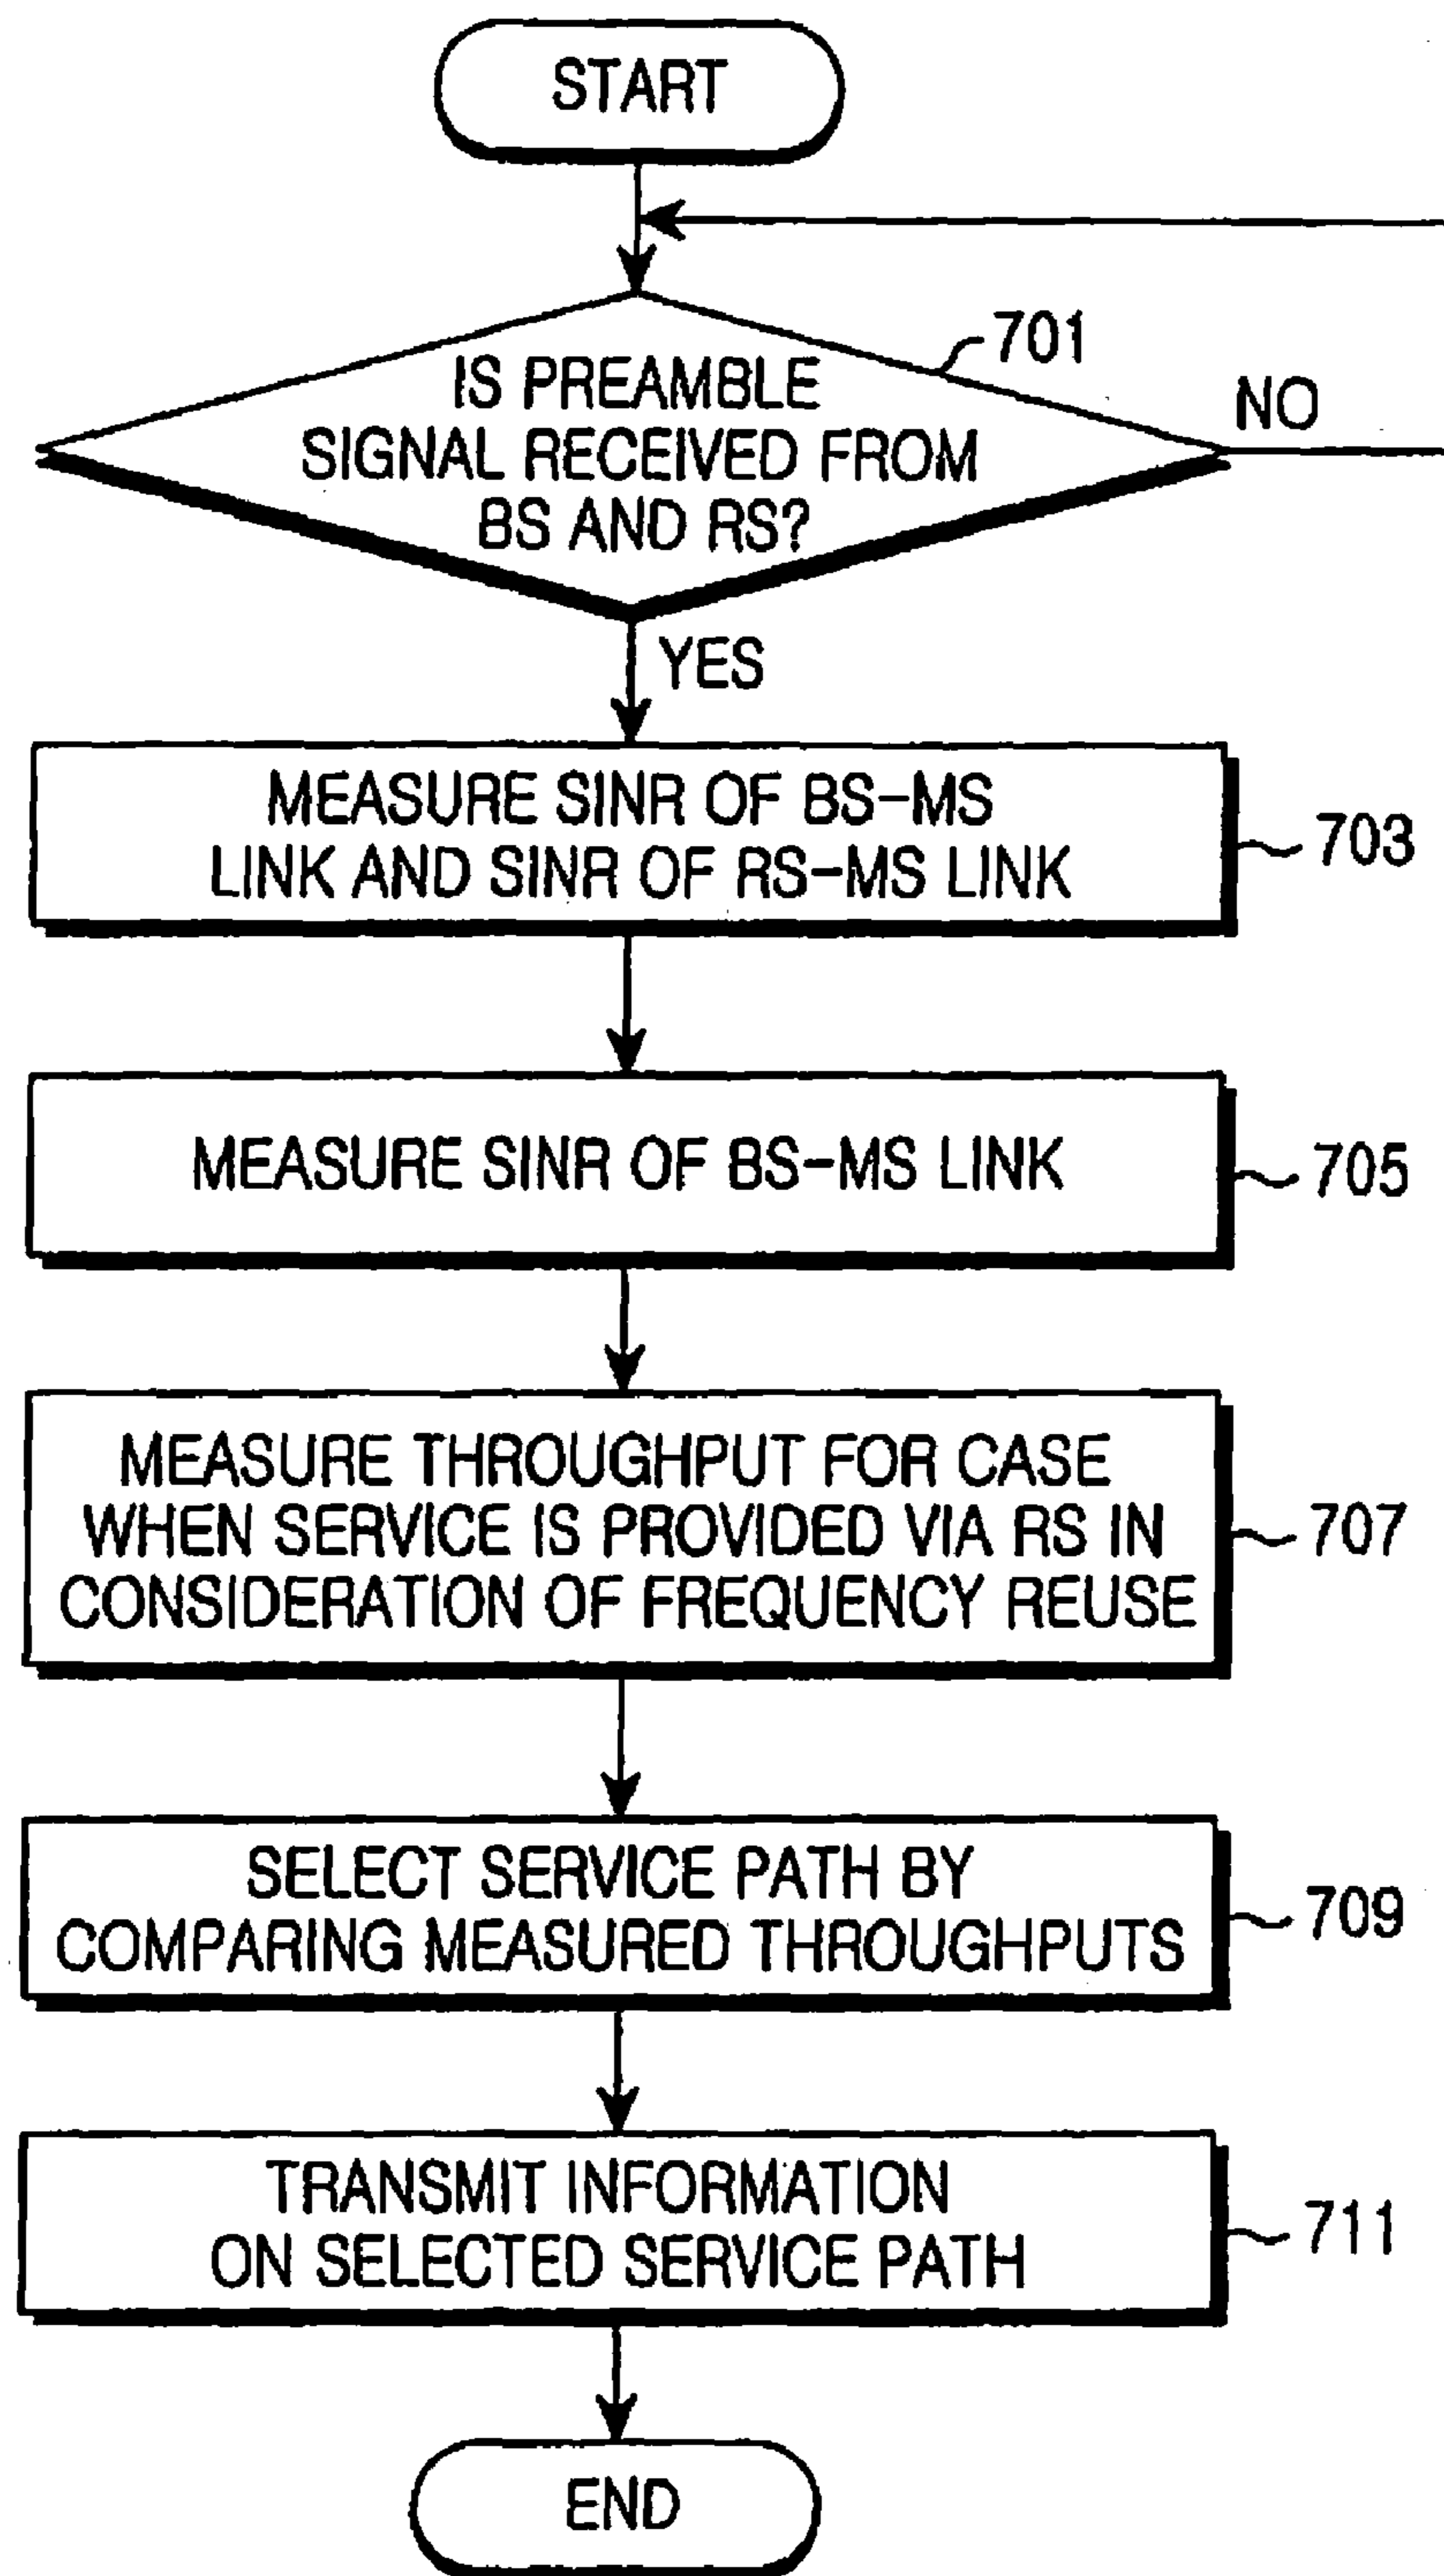 START
701
IS PREAMBLE
SIGNAL RECEIVED FROM
BS AND RS?
NO
YES
MEASURE SINR OF BS-MS
LINK AND SINR OF RS-MS LINK
703
MEASURE SINR OF BS-MS LINK
705
MEASURE THROUGHPUT FOR CASE
WHEN SERVICE IS PROVIDED VIA RS IN
CONSIDERATION OF FREQUENCY REUSE
707
SELECT SERVICE PATH BY
COMPARING MEASURED THROUGHPUTS
709
TRANSMIT INFORMATION
ON SELECTED SERVICE PATH
711
END